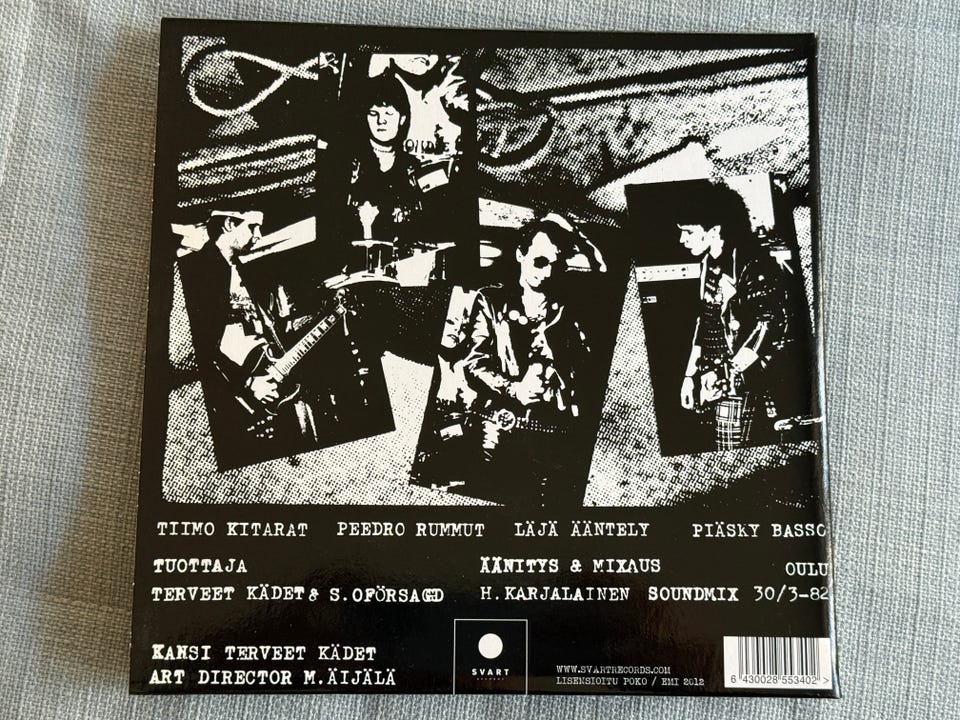 TIIMO KITARAT PEEDRO RUMMUT LÄJÄ ÄÄNTELY PIÄSKY BASSO
TUOTTAJA ÄÄNITYS & MIXAUS OULU
TERVEET KÄDET & S.OFÖRSAGD H.KARJALAINEN SOUNDMIX 30/3-82
KANSI TERVEET KÄDET
ART DIRECTOR M.ÄIJÄLÄ
SVART
RECORDS
WWW.SVARTRECORDS.COM
LISENSIOITU POKO / EMI 2012
6 430028 553402 >